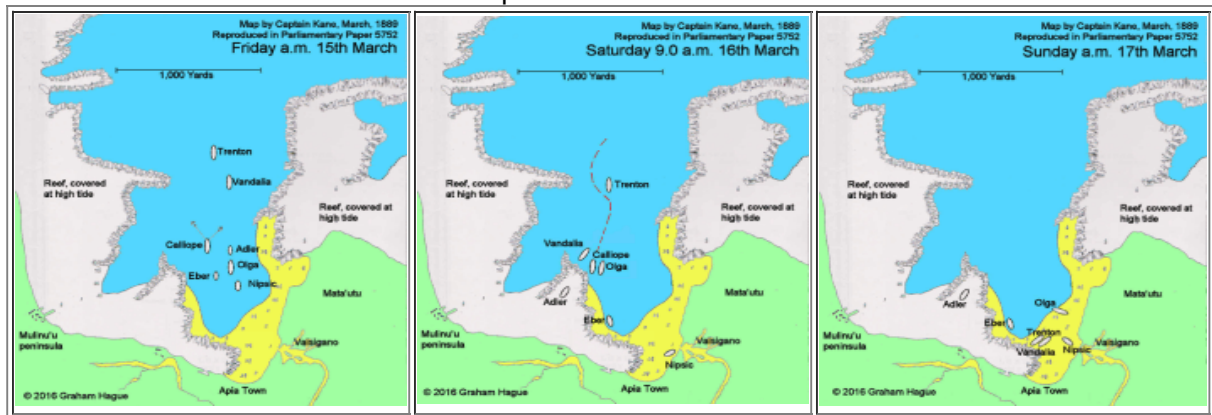 Map by Captain Kane, March, 1889
Reproduced in Parliamentary Paper 5752
Friday a.m. 15th March
1,000 Yards
Trenton
Vandalia
Reef, covered
at high tide
Reef, covered at
high tide
Calliope
Adler
Olga
Eber
Nipsic
Mata'utu
Mulinu'u
peninsula
Vaisigano
Apia Town
© 2016 Graham Hague
Map by Captain Kane, March, 1889
Reproduced in Parliamentary Paper 5752
Saturday 9.0 a.m. 16th March
1,000 Yards
Trenton
Reef, covered
at high tide
Reef, covered at
high tide
Vandalia
Calliope
Olga
Adler
Eber
Mata'utu
Mulinu'u
peninsula
Vaisigano
Nipsic
Apia Town
© 2016 Graham Hague
Map by Captain Kane, March, 1889
Reproduced in Parliamentary Paper 5752
Sunday a.m. 17th March
1,000 Yards
Reef, covered
at high tide
Reef, covered at
high tide
Adler
Olga
Mata'utu
Eber
Trenton
Mulinu'u
peninsula
Vandalia
Nipsic
Vaisigano
Apia Town
© 2016 Graham Hague